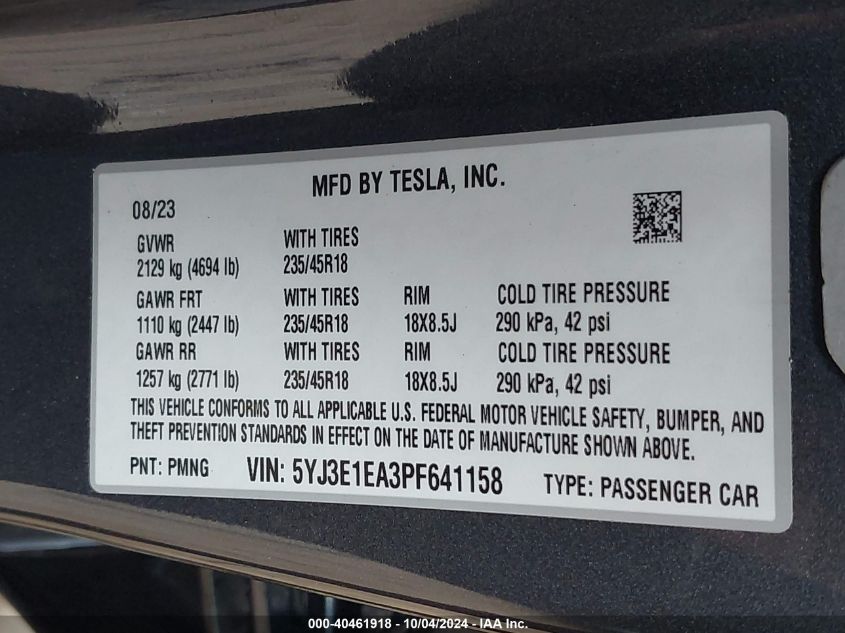 MFD BY TESLA, INC.
08/23
GVWR WITH TIRES
2129 kg (4694 lb) 235/45R18
GAWR FRT WITH TIRES RIM COLD TIRE PRESSURE
1110 kg (2447 lb) 235/45R18 18X8.5J 290 kPa, 42 psi
GAWR RR WITH TIRES RIM COLD TIRE PRESSURE
1257 kg (2771 lb) 235/45R18 18X8.5J 290 kPa, 42 psi
THIS VEHICLE CONFORMS TO ALL APPLICABLE U.S. FEDERAL MOTOR VEHICLE SAFETY, BUMPER, AND
THEFT PREVENTION STANDARDS IN EFFECT ON THE DATE OF MANUFACTURE SHOWN ABOVE.
PNT: PMNG VIN: 5YJ3E1EA3PF641158 TYPE: PASSENGER CAR
000-40461918 - 10/04/2024 - IAA Inc.